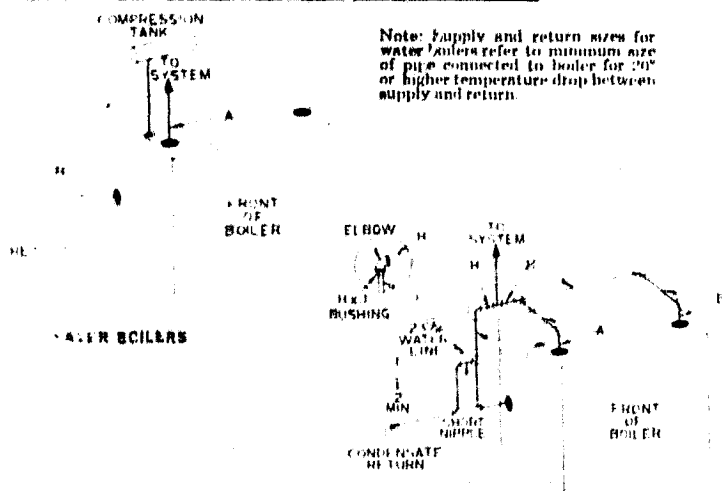 COMPRESSION
TANK
TO
SYSTEM
A
Note: Supply and return sizes for
water boilers refer to minimum size
of pipe connected to boiler for 20°
or higher temperature drop between
supply and return.
FRONT
OF
BOILER
WATER BOILERS
ELBOW
H
BUSHING
TO
SYSTEM
H
WATER
LINE
MIN
SHORT
NIPPLE
CONDENSATE
RETURN
A
B
FRONT
OF
BOILER